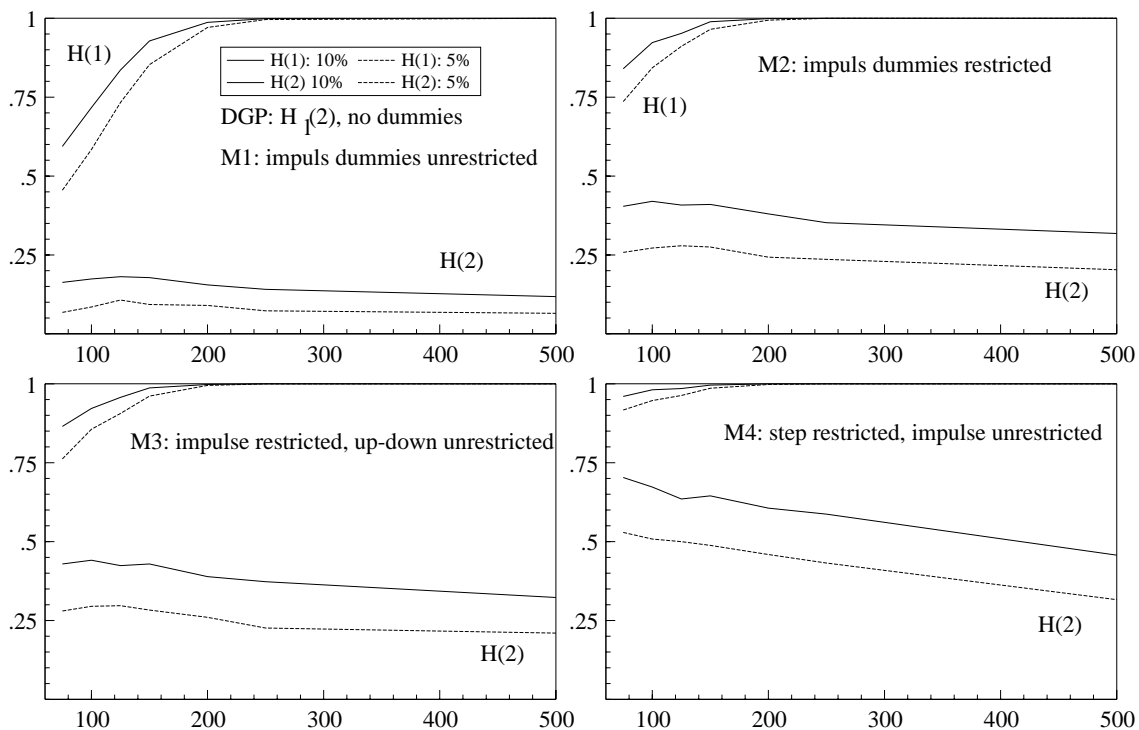 1
H(1)
H(1): 10% H(1): 5%
H(2) 10% H(2): 5%
DGP: H l(2), no dummies
M1: impuls dummies unrestricted
.75
.5
.25
H(2)
100 200 300 400 500
1
M2: impuls dummies restricted
H(1)
.75
.5
.25
H(2)
100 200 300 400 500
1
M3: impulse restricted, up-down unrestricted
.75
.5
.25
H(2)
100 200 300 400 500
1
M4: step restricted, impulse unrestricted
.75
.5
.25
H(2)
100 200 300 400 500